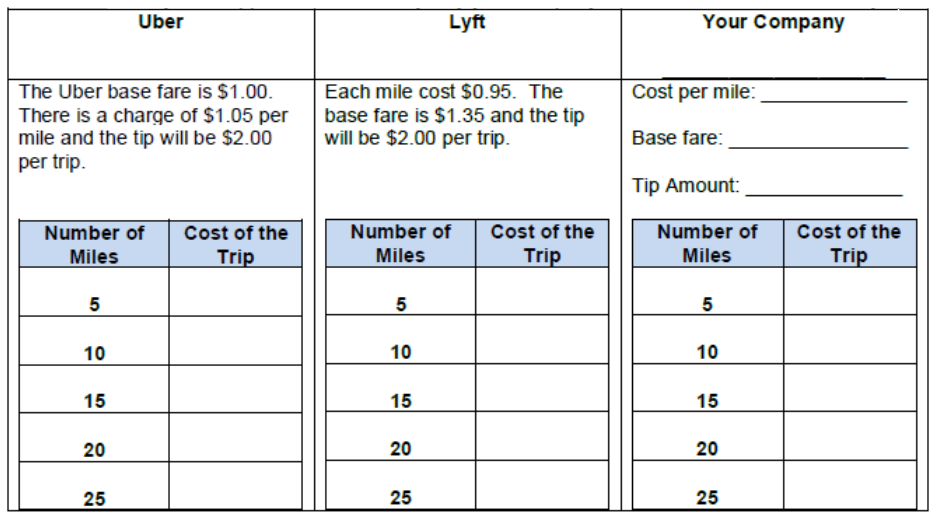 Uber
Lyft
Your Company
The Uber base fare is $1.00.
There is a charge of $1.05 per
mile and the tip will be $2.00
per trip.
Each mile cost $0.95. The
base fare is $1.35 and the tip
will be $2.00 per trip.
Cost per mile: ______________
Base fare: _________________
Tip Amount: _______________
Number of
Miles
Cost of the
Trip
5
10
15
20
25
Number of
Miles
Cost of the
Trip
5
10
15
20
25
Number of
Miles
Cost of the
Trip
5
10
15
20
25